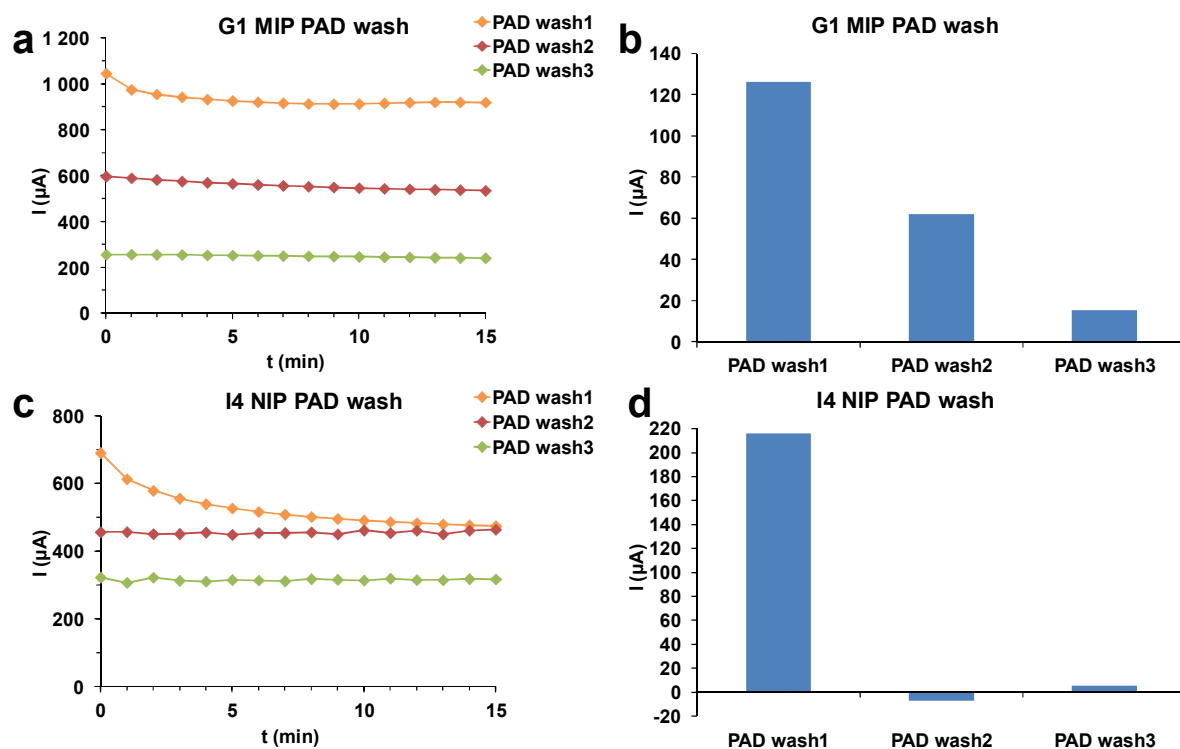 a
G1 MIP PAD wash
PAD wash1
PAD wash2
PAD wash3
I (µA)
1 200
1 000
800
600
400
200
0
0 5 10 15
t (min)
b
G1 MIP PAD wash
I (µA)
140
120
100
80
60
40
20
0
PAD wash1 PAD wash2 PAD wash3
c
I4 NIP PAD wash
PAD wash1
PAD wash2
PAD wash3
I (µA)
800
600
400
200
0
0 5 10 15
t (min)
d
I4 NIP PAD wash
I (µA)
220
200
180
160
140
120
100
80
60
40
20
0
-20
PAD wash1 PAD wash2 PAD wash3